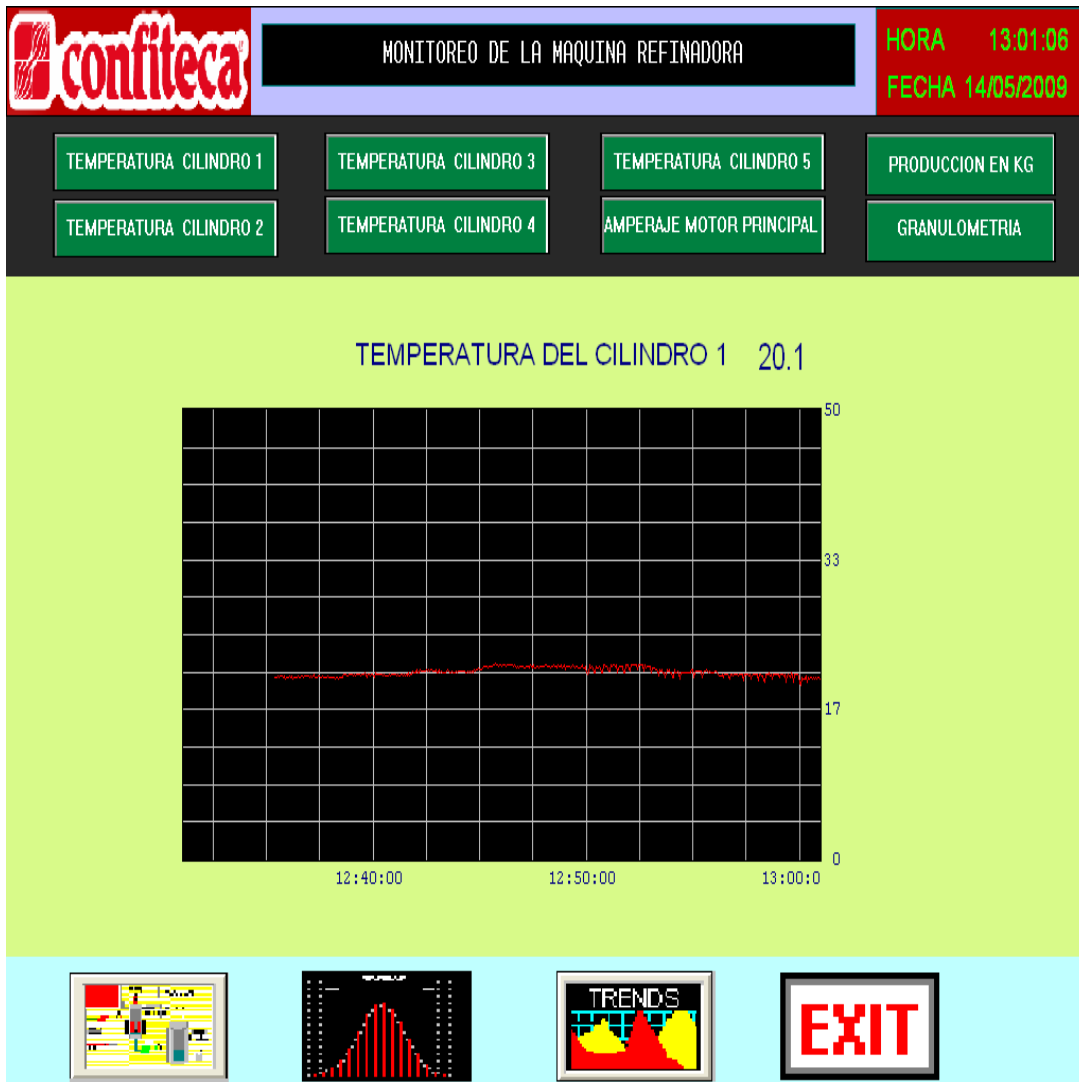 confiteca
MONITOREO DE LA MAQUINA REFINADORA
HORA 13:01:06
FECHA 14/05/2009
TEMPERATURA CILINDRO 1
TEMPERATURA CILINDRO 3
TEMPERATURA CILINDRO 5
PRODUCCION EN KG
TEMPERATURA CILINDRO 2
TEMPERATURA CILINDRO 4
AMPERAJE MOTOR PRINCIPAL
GRANULOMETRIA
TEMPERATURA DEL CILINDRO 1 20.1
50
33
17
0
12:40:00 12:50:00 13:00:0
TRENDS
EXIT